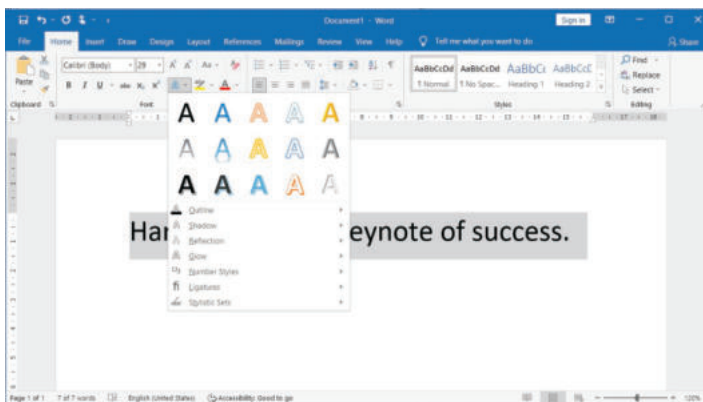 Document1 - Word
Sign in
File Home Insert Draw Design Layout References Mailings Review View Help Tell me what you want to do Share
Paste
Calibri (Body) 28 A A Aa
B I U abc x, x² A A
AaBbCcDd AaBbCcDd AaBbCc AaBbCcC
¶ Normal ¶ No Spac... Heading 1 Heading 2
Find
Replace
Select
Clipboard Font Styles Editing
A A A A A
A A A A A
A A A A A
Outline
Shadow
Reflection
Glow
Number Styles
Ligatures
Stylistic Sets
Har eynote of success.
Page 1 of 1 7 of 7 words English (United States) Accessibility: Good to go 120%